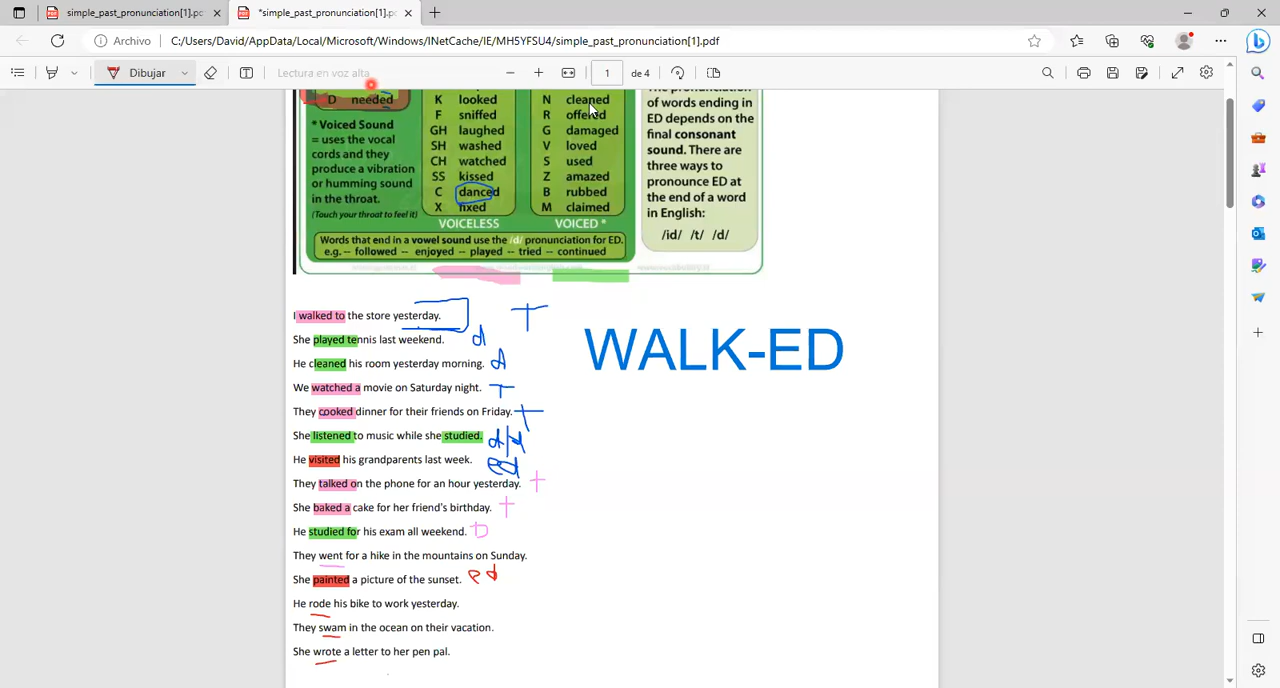 simple_past_pronunciation[1].pdf
*simple_past_pronunciation[1].pc
Archivo
C:/Users/David/AppData/Local/Microsoft/Windows/INetCache/IE/MH5YFSU4/simple_past_pronunciation[1].pdf
Dibujar
Lectura en voz alta
1
de 4
D needed
* Voiced Sound
= uses the vocal
cords and they
produce a vibration
or humming sound
in the throat.
(Touch your throat to feel it)
K looked
F sniffed
GH laughed
SH washed
CH watched
SS kissed
C danced
X fixed
VOICELESS
N cleaned
R offered
G damaged
V loved
S used
Z amazed
B rubbed
M claimed
VOICED *
Words that end in a vowel sound use the /d/ pronunciation for ED.
e.g. -- followed -- enjoyed -- played -- tried -- continued
of words ending in
ED depends on the
final consonant
sound. There are
three ways to
pronounce ED at
the end of a word
in English:
/id/ /t/ /d/
I walked to the store yesterday. T
She played tennis last weekend. d
He cleaned his room yesterday morning. d
We watched a movie on Saturday night. T
They cooked dinner for their friends on Friday. t
She listened to music while she studied. d/d
He visited his grandparents last week. ed
They talked on the phone for an hour yesterday. t
She baked a cake for her friend's birthday. t
He studied for his exam all weekend. D
They went for a hike in the mountains on Sunday.
She painted a picture of the sunset. ed
He rode his bike to work yesterday.
They swam in the ocean on their vacation.
She wrote a letter to her pen pal.
WALK-ED